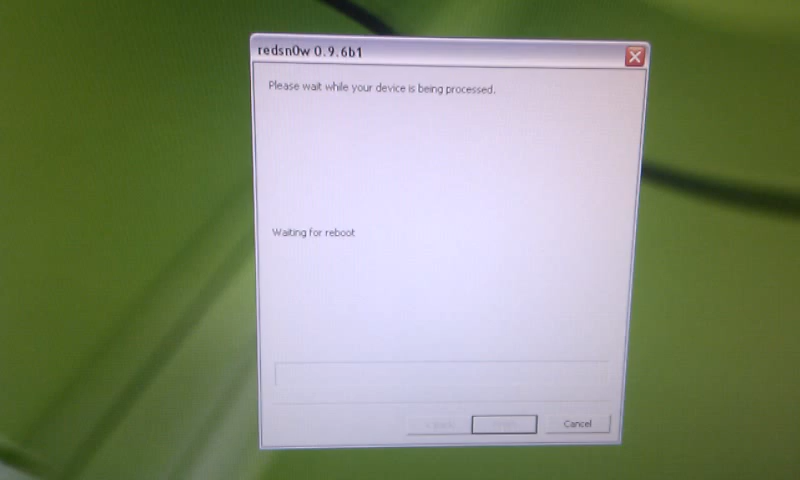 redsn0w 0.9.6b1
Please wait while your device is being processed.
Waiting for reboot
Cancel